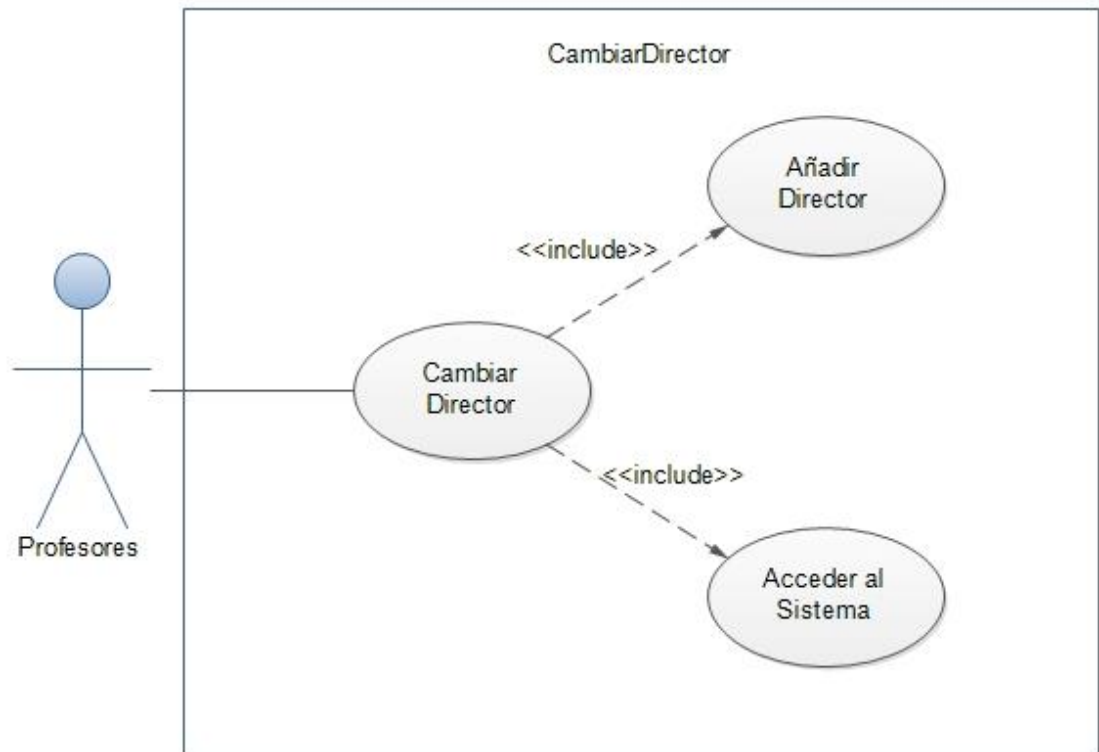 CambiarDirector
Añadir
Director
<<include>>
Cambiar
Director
<<include>>
Profesores
Acceder al
Sistema